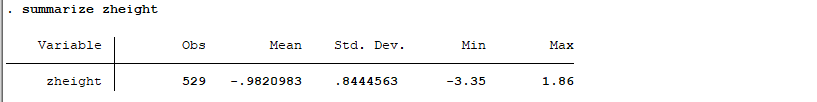 . summarize zheight
Variable Obs Mean Std. Dev. Min Max
zheight 529 -.9820983 .8444563 -3.35 1.86